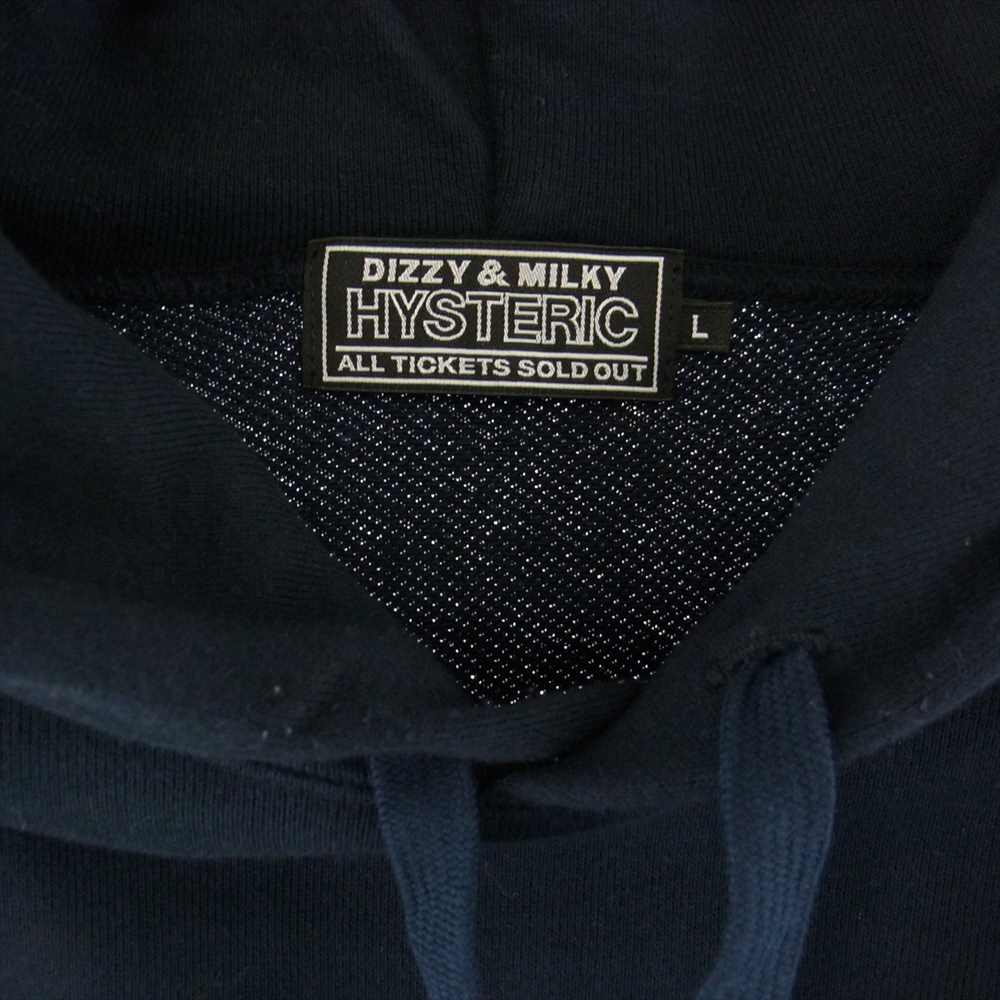 DIZZY & MILKY
HYSTERIC
ALL TICKETS SOLD OUT
L